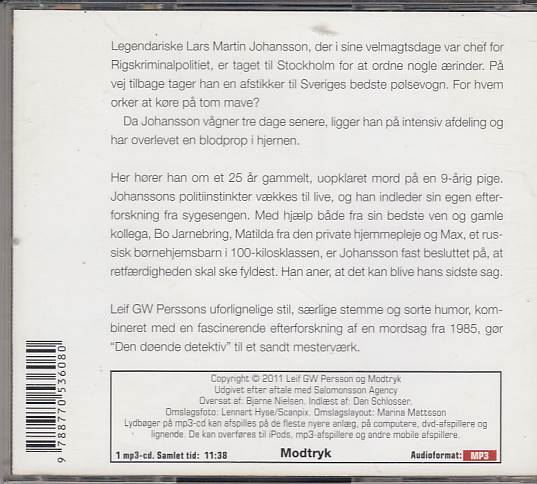 Legendariske Lars Martin Johansson, der i sine velmagtsdage var chef for
Rigskriminalpolitiet, er taget til Stockholm for at ordne nogle ærinder. På
vej tilbage tager han en afstikker til Sveriges bedste pølsevogn. For hvem
orker at køre på tom mave?
Da Johansson vågner tre dage senere, ligger han på intensiv afdeling og
har overlevet en blodprop i hjernen.
Her hører han om et 25 år gammelt, uopklaret mord på en 9-årig pige.
Johanssons politiinstinkter vækkes til live, og han indleder sin egen efter-
forskning fra sygesengen. Med hjælp både fra sin bedste ven og gamle
kollega, Bo Jarnebring, Matilda fra den private hjemmepleje og Max, et rus-
sisk børnehjemsbarn i 100-kilosklassen, er Johansson fast besluttet på, at
retfærdigheden skal ske fyldest. Han aner, at det kan blive hans sidste sag.
Leif GW Perssons uforlignelige stil, særlige stemme og sorte humor, kom-
bineret med en fascinerende efterforskning af en mordsag fra 1985, gør
"Den døende detektiv" til et sandt mesterværk.
Copyright © 2011 Leif GW Persson og Modtryk
Udgivet efter aftale med Salomonsson Agency
Oversat af: Bjarne Nielsen. Indlæst af: Dan Schlosser.
Omslagsfoto: Lennart Hyse/Scanpix. Omslagslayout: Marina Mattsson
Lydbøger på mp3-cd kan afspilles på de fleste nyere anlæg, på computere, dvd-afspillere og
lignende. De kan overføres til iPods, mp3-afspillere og andre mobile afspillere.
1 mp3-cd. Samlet tid: 11:38 Modtryk Audioformat: MP3
9 788770 536080